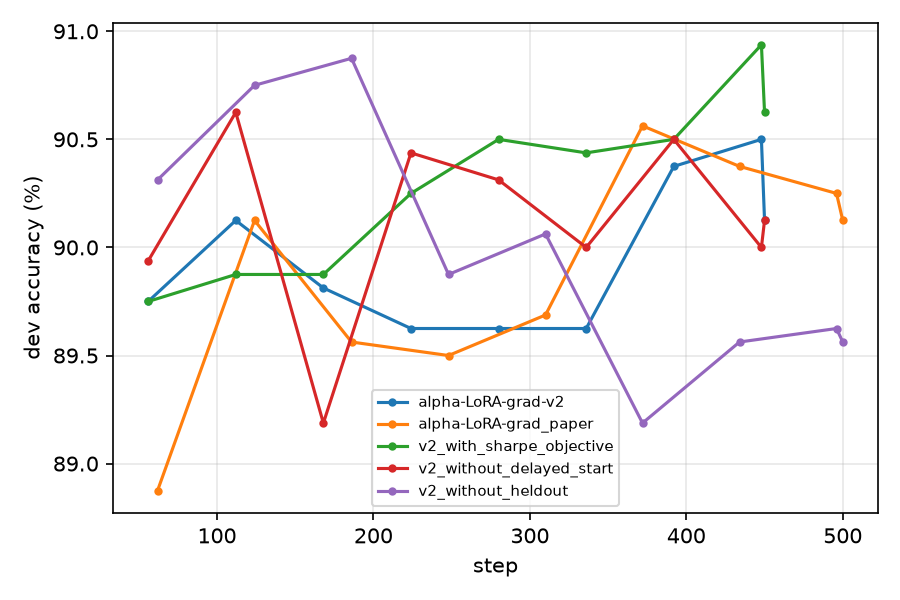 91.0
90.5
90.0
89.5
89.0
dev accuracy (%)
100
200
300
400
500
step
alpha-LoRA-grad-v2
alpha-LoRA-grad_paper
v2_with_sharpe_objective
v2_without_delayed_start
v2_without_heldout